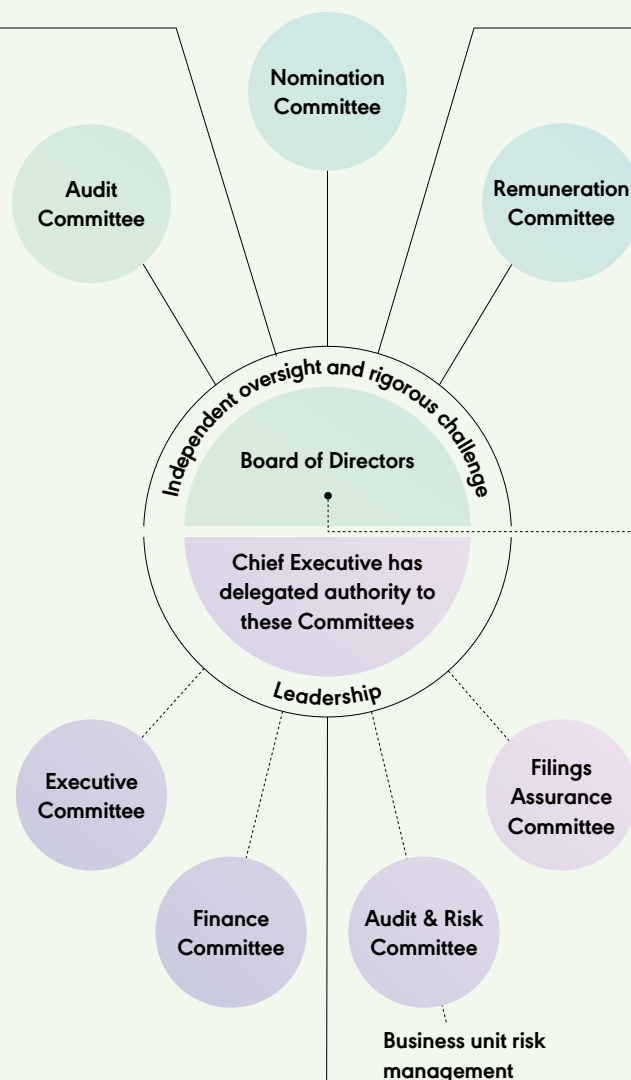 Nomination
Committee
Audit
Committee
Remuneration
Committee
Independent oversight and rigorous challenge
Board of Directors
Chief Executive has
delegated authority to
these Committees
Leadership
Executive
Committee
Filings
Assurance
Committee
Finance
Committee
Audit & Risk
Committee
Business unit risk
management